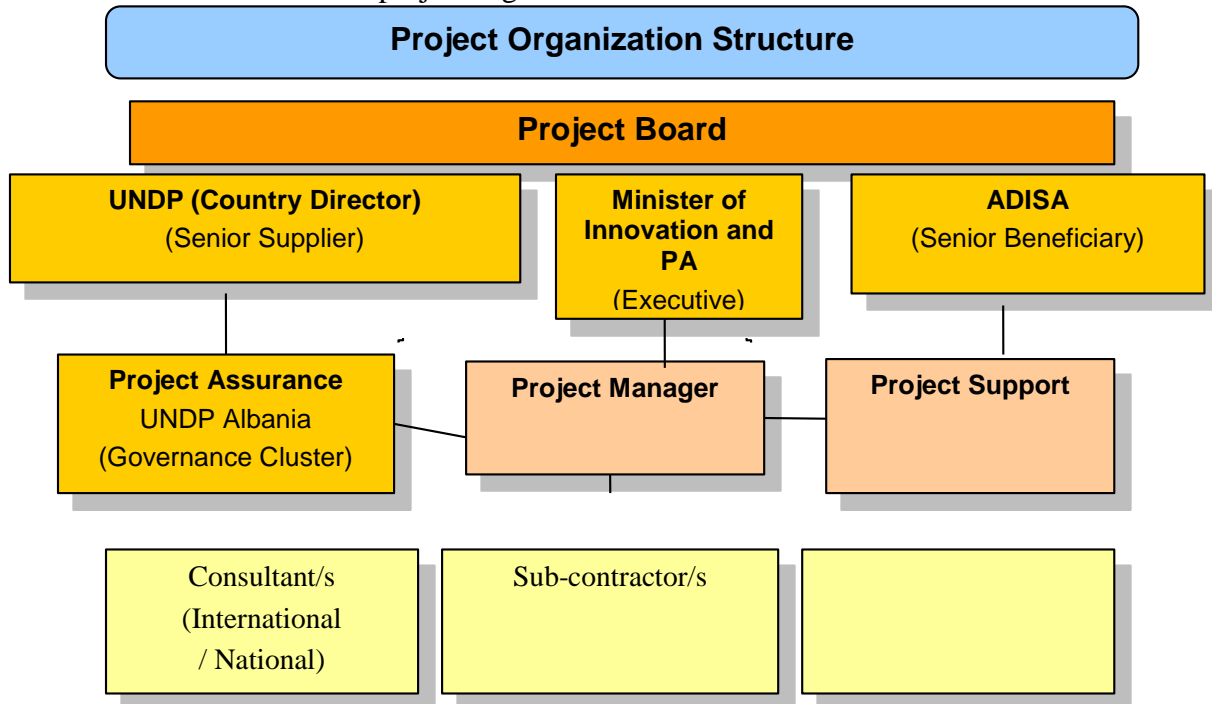 Project Organization Structure
Project Board
UNDP (Country Director)
(Senior Supplier)
Minister of
Innovation and
PA
(Executive)
ADISA
(Senior Beneficiary)
Project Assurance
UNDP Albania
(Governance Cluster)
Project Manager
Project Support
Consultant/s
(International
/ National)
Sub-contractor/s